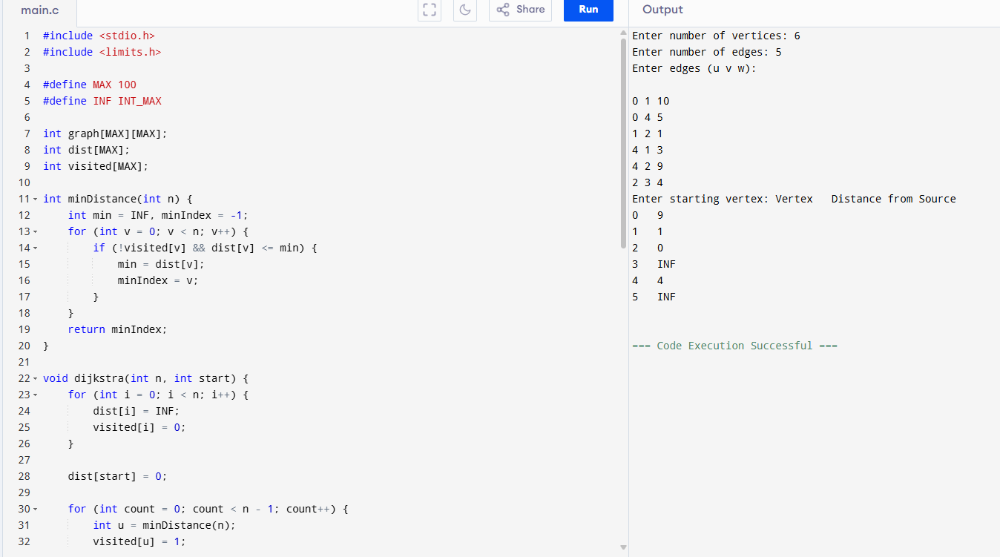 main.c
Share
Run
Output
1 #include <stdio.h>
2 #include <limits.h>
3
4 #define MAX 100
5 #define INF INT_MAX
6
7 int graph[MAX][MAX];
8 int dist[MAX];
9 int visited[MAX];
10
11 int minDistance(int n) {
12     int min = INF, minIndex = -1;
13     for (int v = 0; v < n; v++) {
14         if (!visited[v] && dist[v] <= min) {
15             min = dist[v];
16             minIndex = v;
17         }
18     }
19     return minIndex;
20 }
21
22 void dijkstra(int n, int start) {
23     for (int i = 0; i < n; i++) {
24         dist[i] = INF;
25         visited[i] = 0;
26     }
27
28     dist[start] = 0;
29
30     for (int count = 0; count < n - 1; count++) {
31         int u = minDistance(n);
32         visited[u] = 1;
Enter number of vertices: 6
Enter number of edges: 5
Enter edges (u v w):
0 1 10
0 4 5
1 2 1
4 1 3
4 2 9
2 3 4
Enter starting vertex: Vertex   Distance from Source
0   9
1   1
2   0
3   INF
4   4
5   INF
=== Code Execution Successful ===